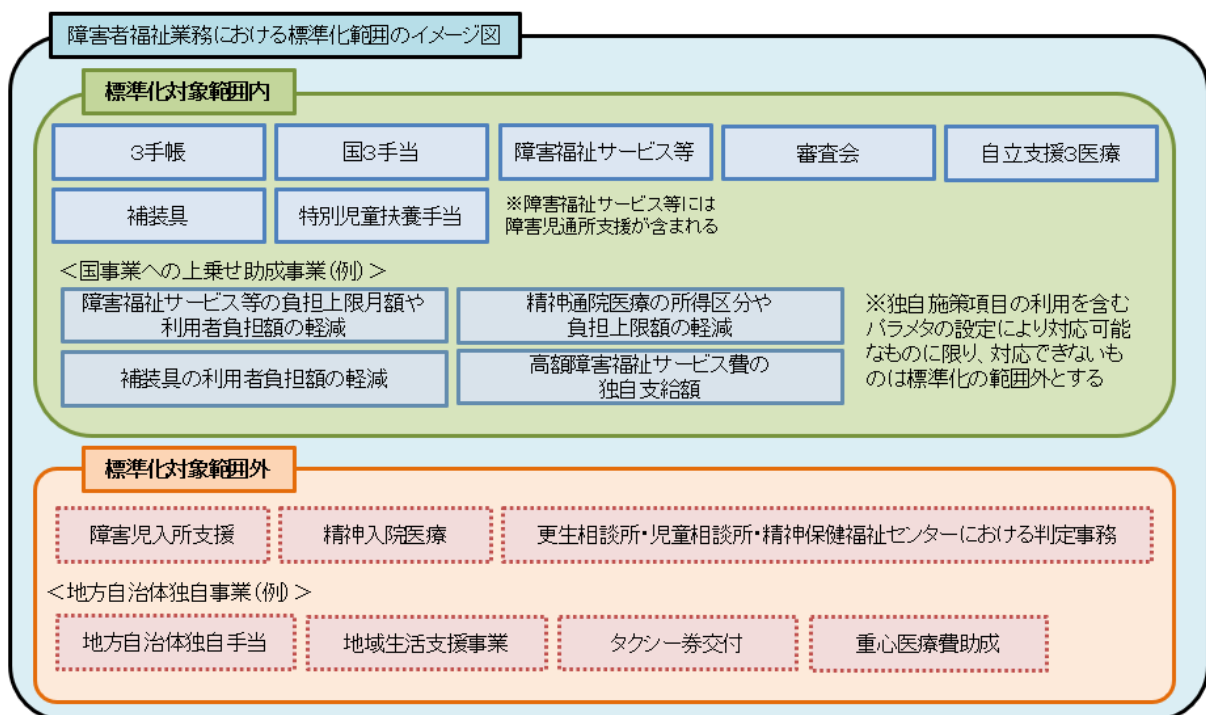 障害者福祉業務における標準化範囲のイメージ図
標準化対象範囲内
3手帳
国3手当
障害福祉サービス等
審査会
自立支援3医療
補装具
特別児童扶養手当
※障害福祉サービス等には
障害児通所支援が含まれる
＜国事業への上乗せ助成事業(例)＞
障害福祉サービス等の負担上限月額や
利用者負担額の軽減
精神通院医療の所得区分や
負担上限額の軽減
補装具の利用者負担額の軽減
高額障害福祉サービス費の
独自支給額
※独自施策項目の利用を含む
パラメタの設定により対応可能
なものに限り、対応できないも
のは標準化の範囲外とする
標準化対象範囲外
障害児入所支援
精神入院医療
更生相談所・児童相談所・精神保健福祉センターにおける判定事務
＜地方自治体独自事業(例)＞
地方自治体独自手当
地域生活支援事業
タクシー券交付
重心医療費助成